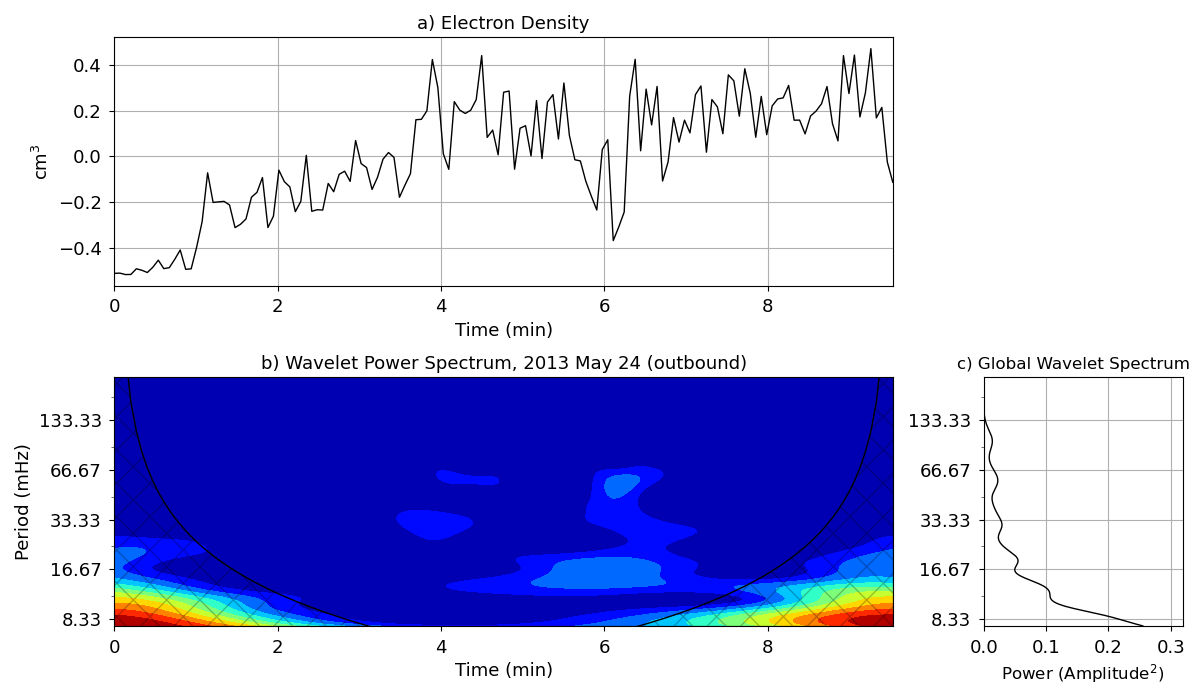 a) Electron Density
0.4
0.2
0.0
−0.2
−0.4
cm³
0 2 4 6 8
Time (min)
b) Wavelet Power Spectrum, 2013 May 24 (outbound)
133.33
66.67
33.33
16.67
8.33
Period (mHz)
0 2 4 6 8
Time (min)
c) Global Wavelet Spectrum
133.33
66.67
33.33
16.67
8.33
0.0 0.1 0.2 0.3
Power (Amplitude²)